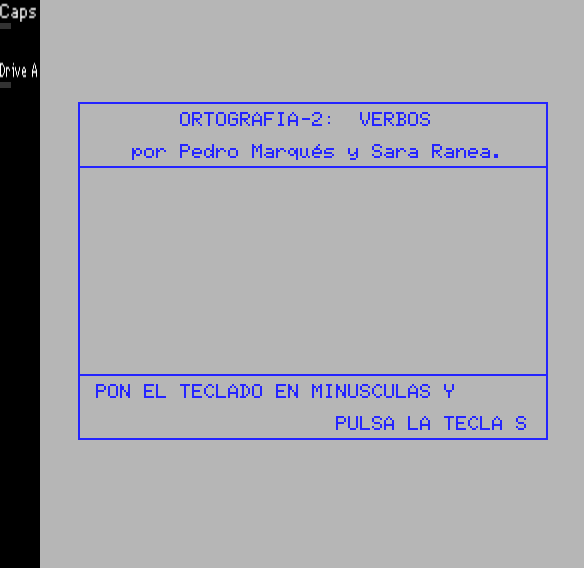 Caps
Drive A
ORTOGRAFIA-2: VERBOS
por Pedro Marqués y Sara Ranea.
PON EL TECLADO EN MINUSCULAS Y
PULSA LA TECLA S